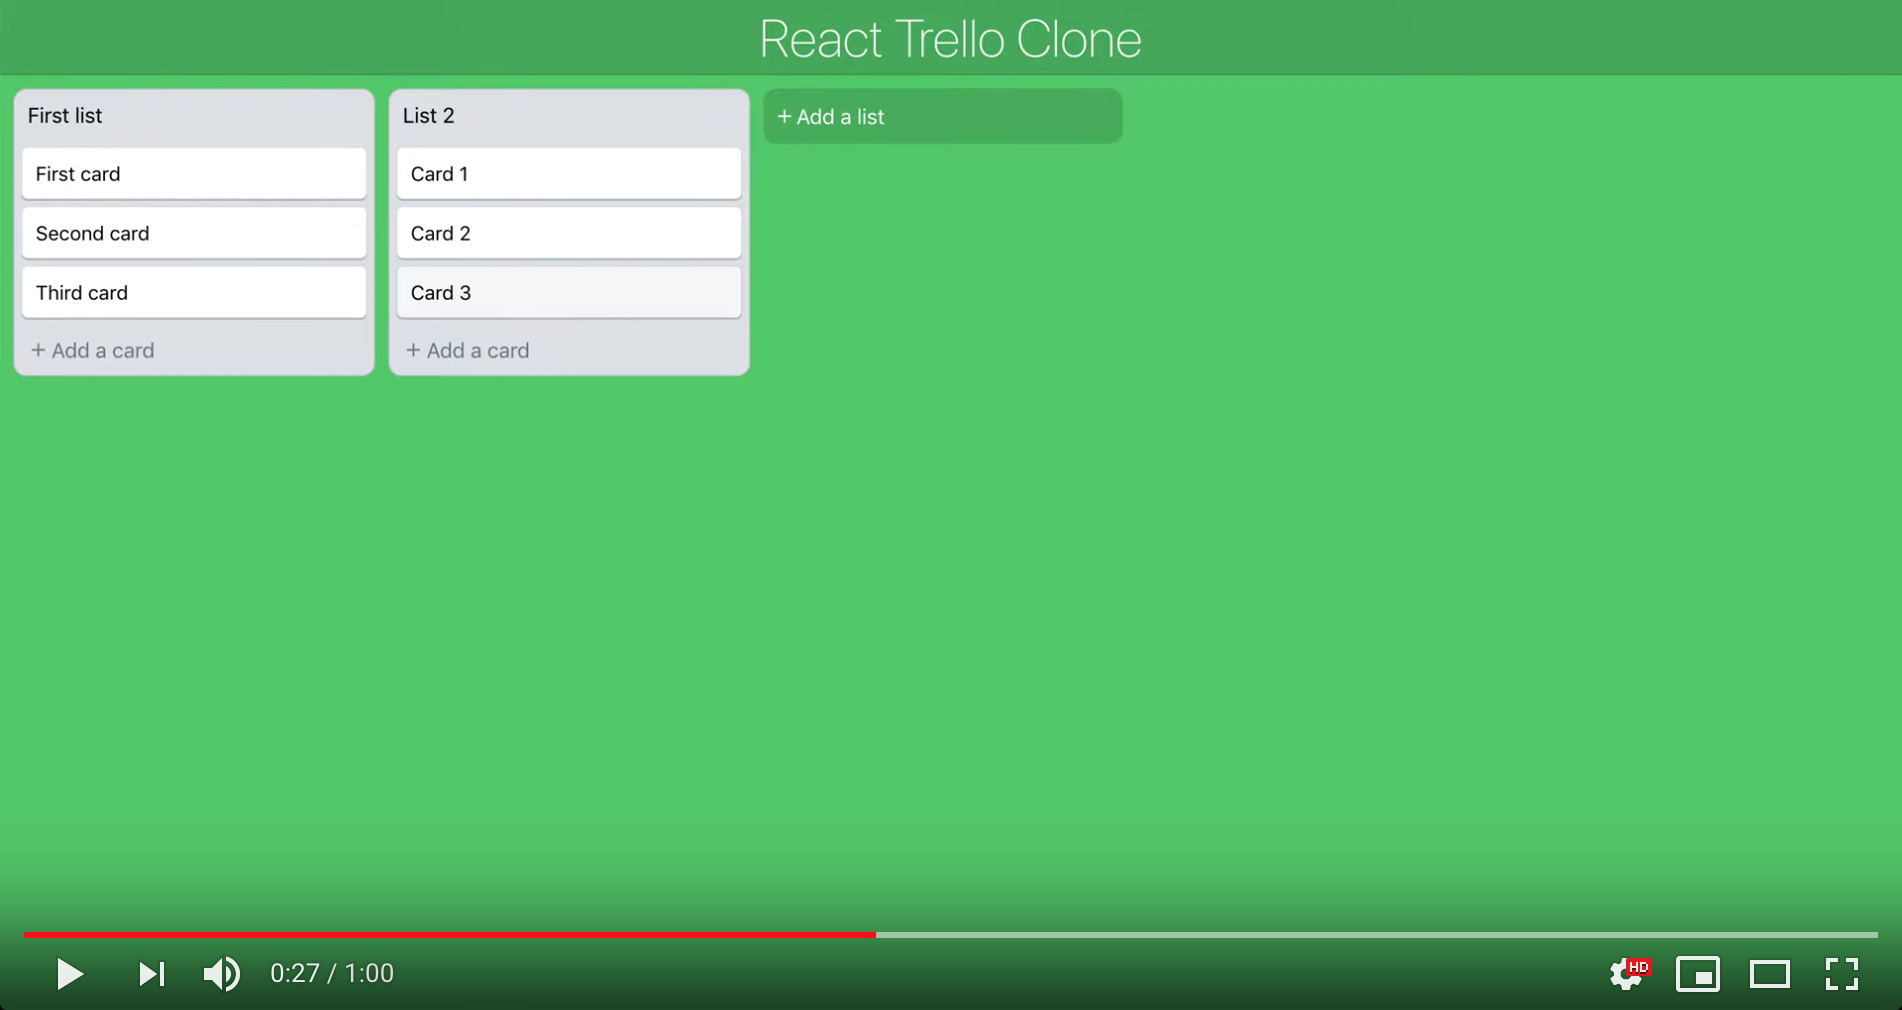 React Trello Clone
First list
First card
Second card
Third card
+ Add a card
List 2
Card 1
Card 2
Card 3
+ Add a card
+ Add a list
0:27 / 1:00
HD